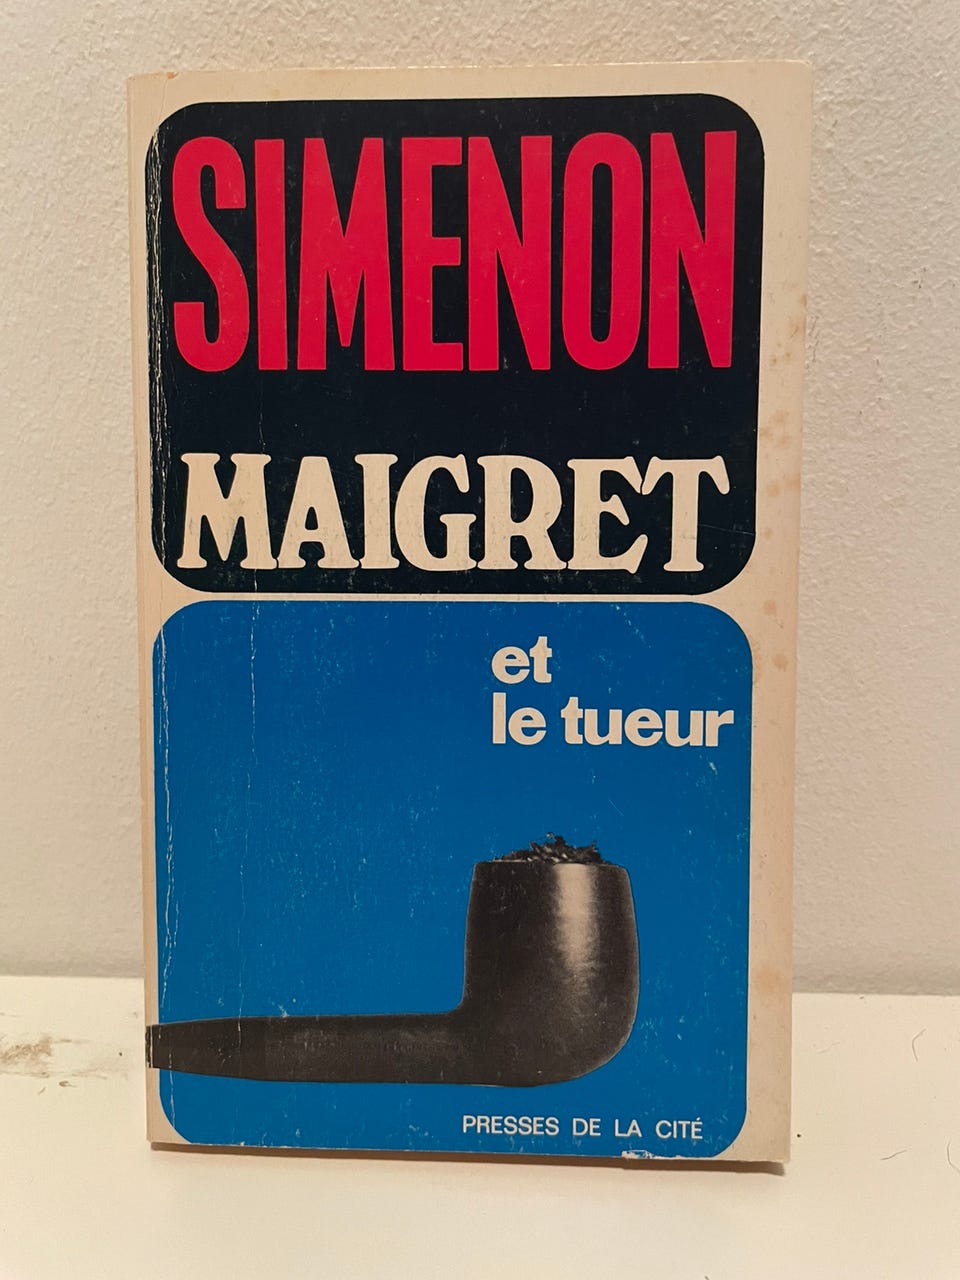 SIMENON
MAIGRET
et
le tueur
PRESSES DE LA CITÉ